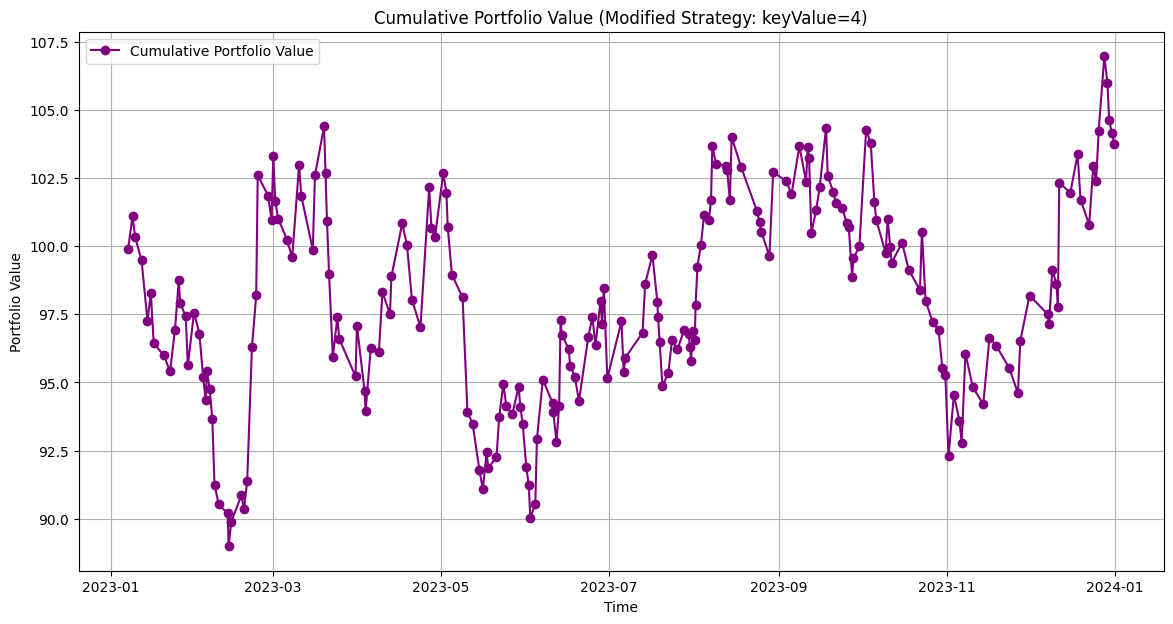 Cumulative Portfolio Value (Modified Strategy: keyValue=4)
Cumulative Portfolio Value
107.5
105.0
102.5
100.0
97.5
95.0
92.5
90.0
Portfolio Value
2023-01 2023-03 2023-05 2023-07 2023-09 2023-11 2024-01
Time